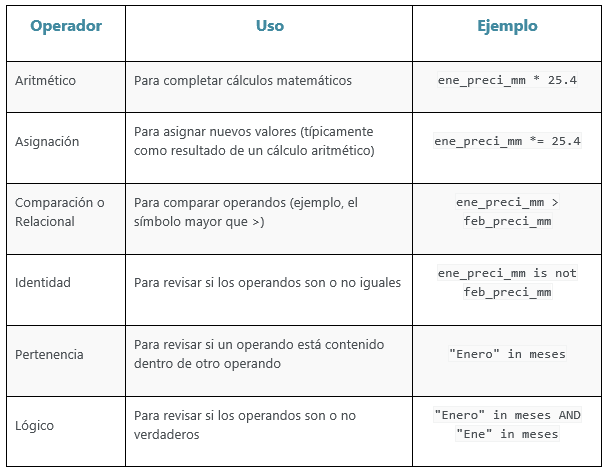 Operador Uso Ejemplo
Aritmético Para completar cálculos matemáticos ene_preci_mm * 25.4
Asignación Para asignar nuevos valores (típicamente
como resultado de un cálculo aritmético) ene_preci_mm *= 25.4
Comparación o
Relacional Para comparar operandos (ejemplo, el
símbolo mayor que >) ene_preci_mm >
feb_preci_mm
Identidad Para revisar si los operandos son o no iguales ene_preci_mm is not
feb_preci_mm
Pertenencia Para revisar si un operando está contenido
dentro de otro operando "Enero" in meses
Lógico Para revisar si los operandos son o no
verdaderos "Enero" in meses AND
"Ene" in meses